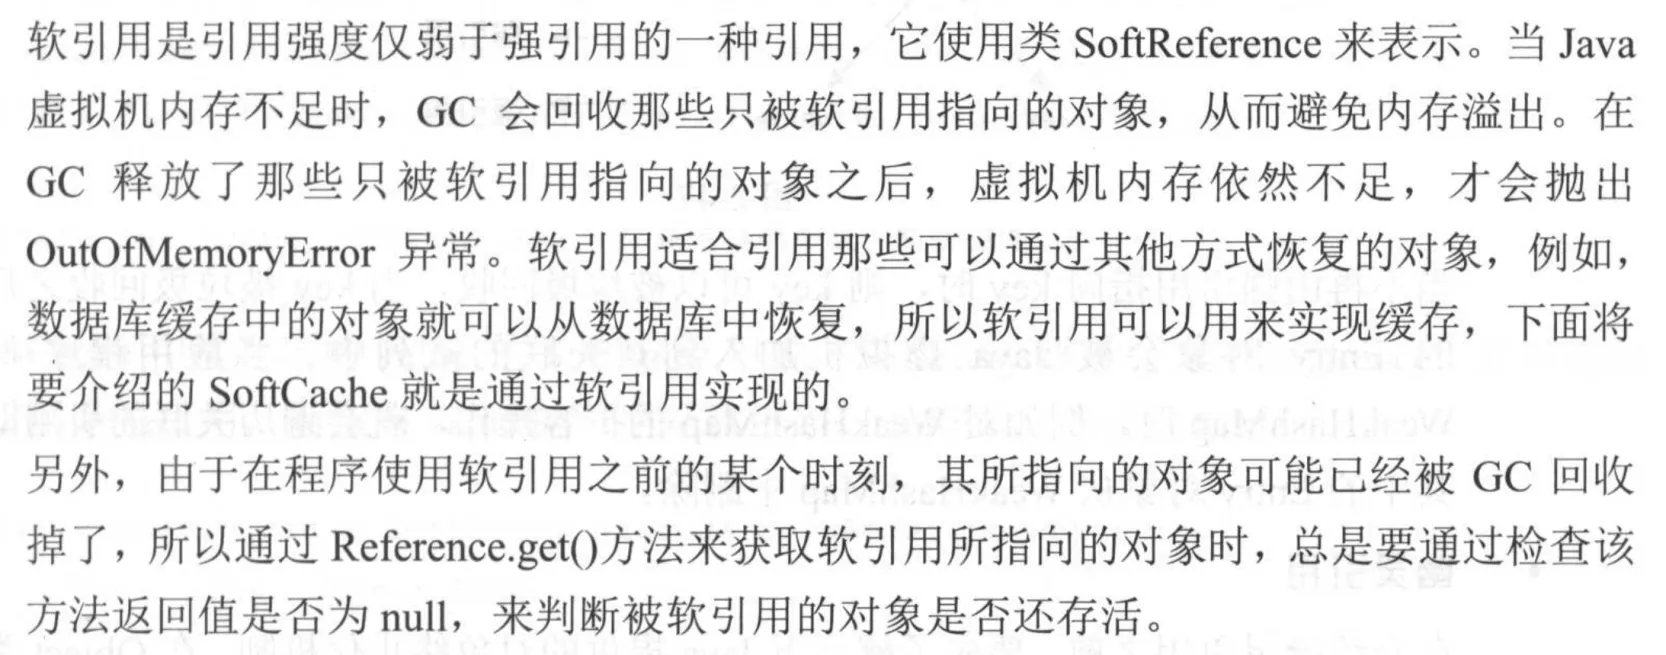 软引用是引用强度仅弱于强引用的一种引用，它使用类 SoftReference 来表示。当 Java
虚拟机内存不足时，GC 会回收那些只被软引用指向的对象，从而避免内存溢出。在
GC 释放了那些只被软引用指向的对象之后，虚拟机内存依然不足，才会抛出
OutOfMemoryError 异常。软引用适合引用那些可以通过其他方式恢复的对象，例如，
数据库缓存中的对象就可以从数据库中恢复，所以软引用可以用来实现缓存，下面将
要介绍的 SoftCache 就是通过软引用实现的。
另外，由于在程序使用软引用之前的某个时刻，其所指向的对象可能已经被 GC 回收
掉了，所以通过 Reference.get()方法来获取软引用所指向的对象时，总是要通过检查该
方法返回值是否为 null，来判断被软引用的对象是否还存活。